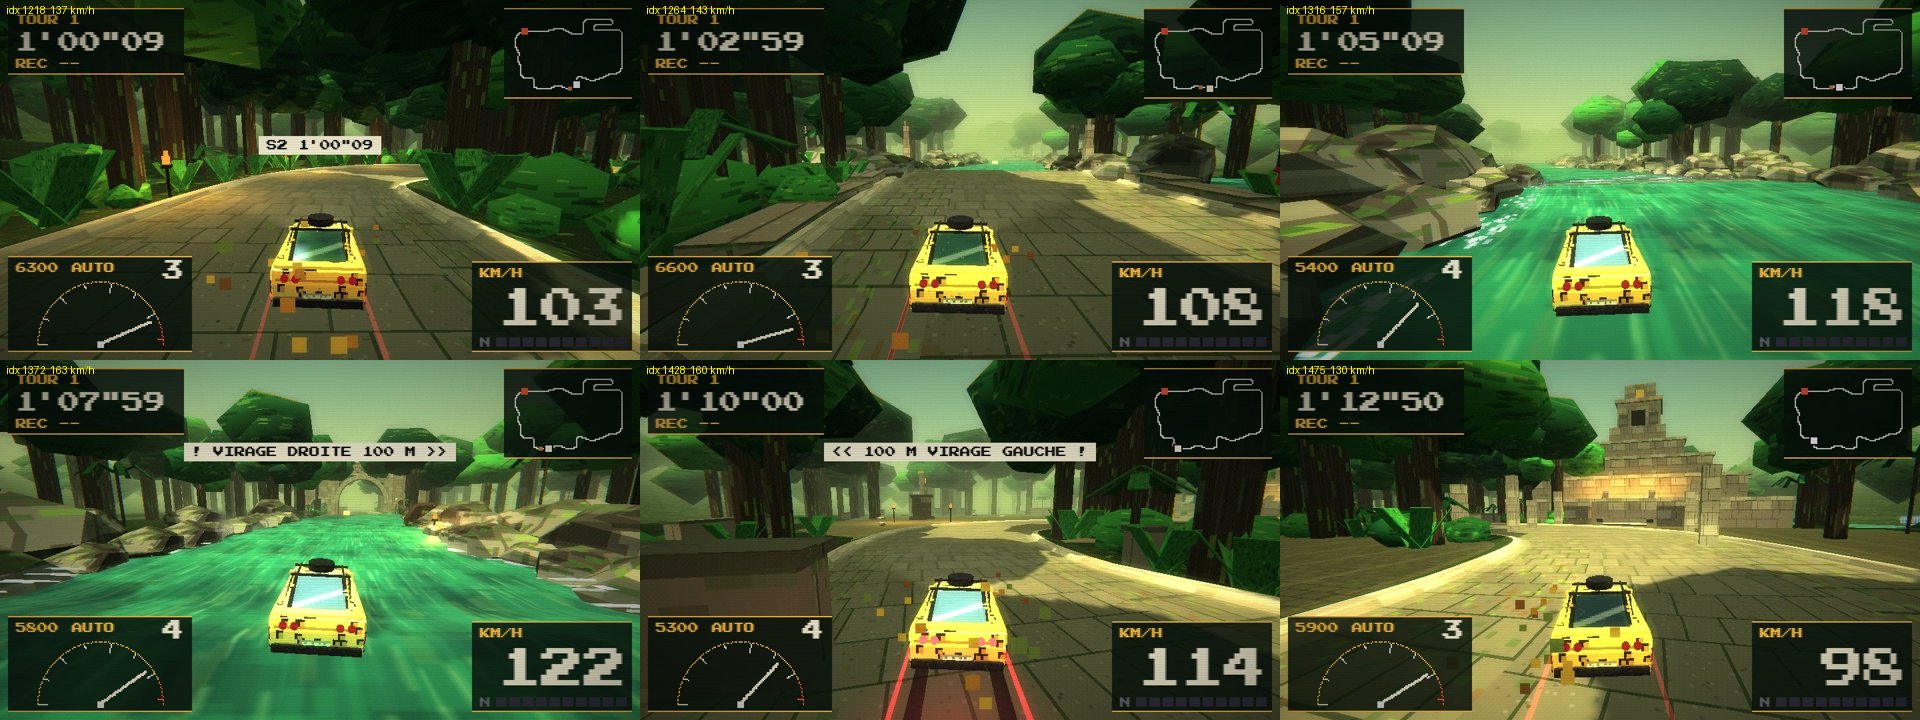 idx 1218 137 km/h
TOUR 1
1'00"09
REC --
S2 1'00"09
6300 AUTO 3
KM/H
103
N
idx 1264 143 km/h
TOUR 1
1'02"59
REC --
6600 AUTO 3
KM/H
108
N
idx 1316 157 km/h
TOUR 1
1'05"09
REC --
5400 AUTO 4
KM/H
118
N
idx 1372 163 km/h
TOUR 1
1'07"59
REC --
! VIRAGE DROITE 100 M >>
5800 AUTO 4
KM/H
122
N
idx 1428 160 km/h
TOUR 1
1'10"00
REC --
<< 100 M VIRAGE GAUCHE !
5300 AUTO 4
KM/H
114
N
idx 1475 130 km/h
TOUR 1
1'12"50
REC --
5900 AUTO 3
KM/H
98
N